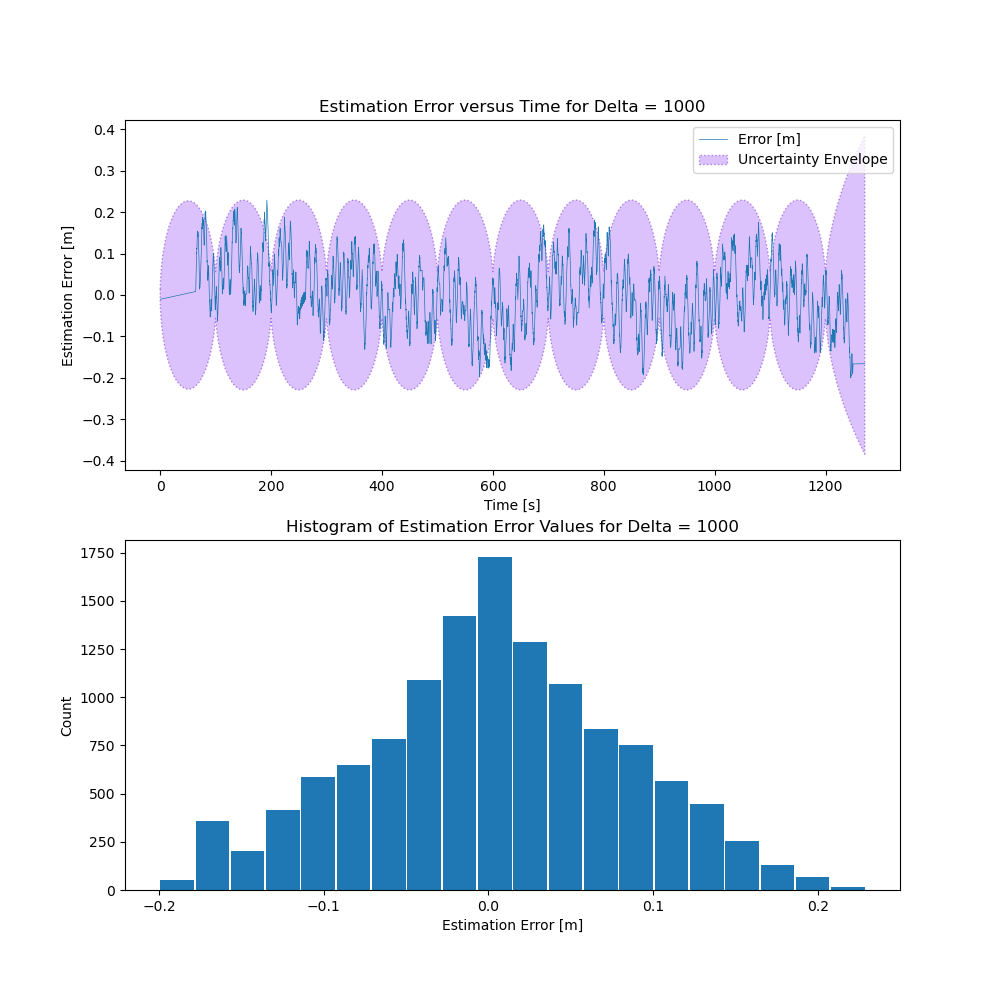 Estimation Error versus Time for Delta = 1000
Estimation Error [m]
0.4
0.3
0.2
0.1
0.0
−0.1
−0.2
−0.3
−0.4
Error [m]
Uncertainty Envelope
0 200 400 600 800 1000 1200
Time [s]
Histogram of Estimation Error Values for Delta = 1000
Count
1750
1500
1250
1000
750
500
250
0
−0.2 −0.1 0.0 0.1 0.2
Estimation Error [m]